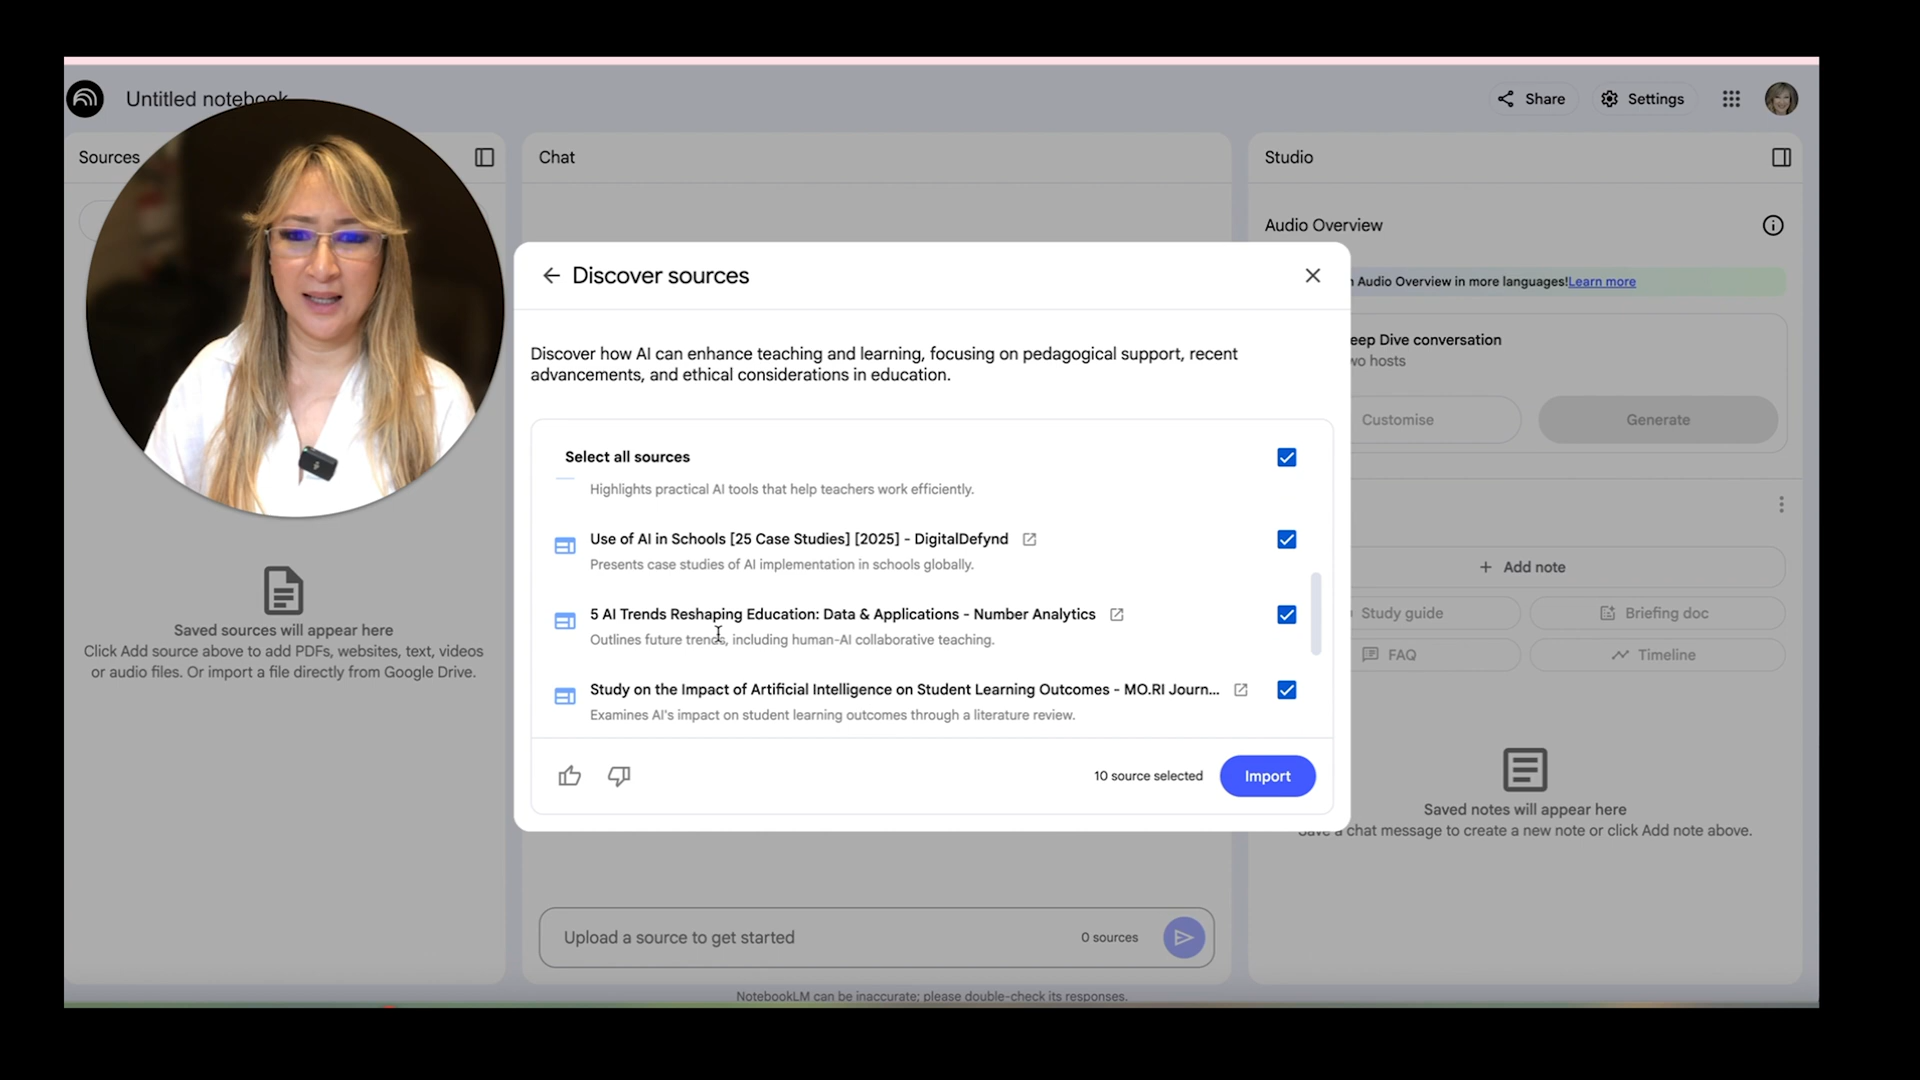 Untitled notebook
Share
Settings
Sources
Chat
Studio
Audio Overview
Audio Overview in more languages! Learn more
Discover sources
eep Dive conversation
wo hosts
Discover how AI can enhance teaching and learning, focusing on pedagogical support, recent
advancements, and ethical considerations in education.
Customise
Generate
Select all sources
Highlights practical AI tools that help teachers work efficiently.
Use of AI in Schools [25 Case Studies] [2025] - DigitalDefynd
Presents case studies of AI implementation in schools globally.
5 AI Trends Reshaping Education: Data & Applications - Number Analytics
Outlines future trends, including human-AI collaborative teaching.
Study on the Impact of Artificial Intelligence on Student Learning Outcomes - MO.RI Journ...
Examines AI's impact on student learning outcomes through a literature review.
10 source selected
Import
Add note
Study guide
Briefing doc
FAQ
Timeline
Saved sources will appear here
Click Add source above to add PDFs, websites, text, videos
or audio files. Or import a file directly from Google Drive.
Saved notes will appear here
Save a chat message to create a new note or click Add note above.
Upload a source to get started
0 sources
NotebookLM can be inaccurate; please double-check its responses.